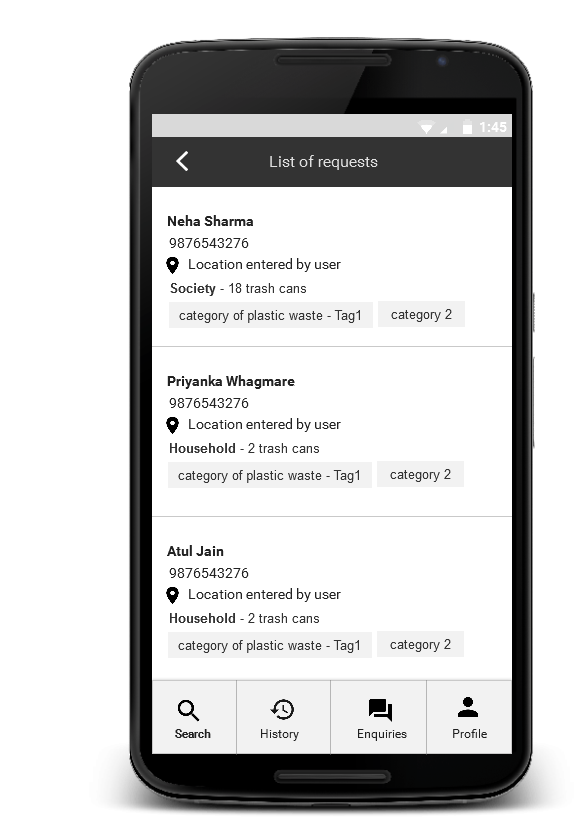 1:45
List of requests
Neha Sharma
9876543276
Location entered by user
Society - 18 trash cans
category of plastic waste - Tag1 category 2
Priyanka Whagmare
9876543276
Location entered by user
Household - 2 trash cans
category of plastic waste - Tag1 category 2
Atul Jain
9876543276
Location entered by user
Household - 2 trash cans
category of plastic waste - Tag1 category 2
Search History Enquiries Profile